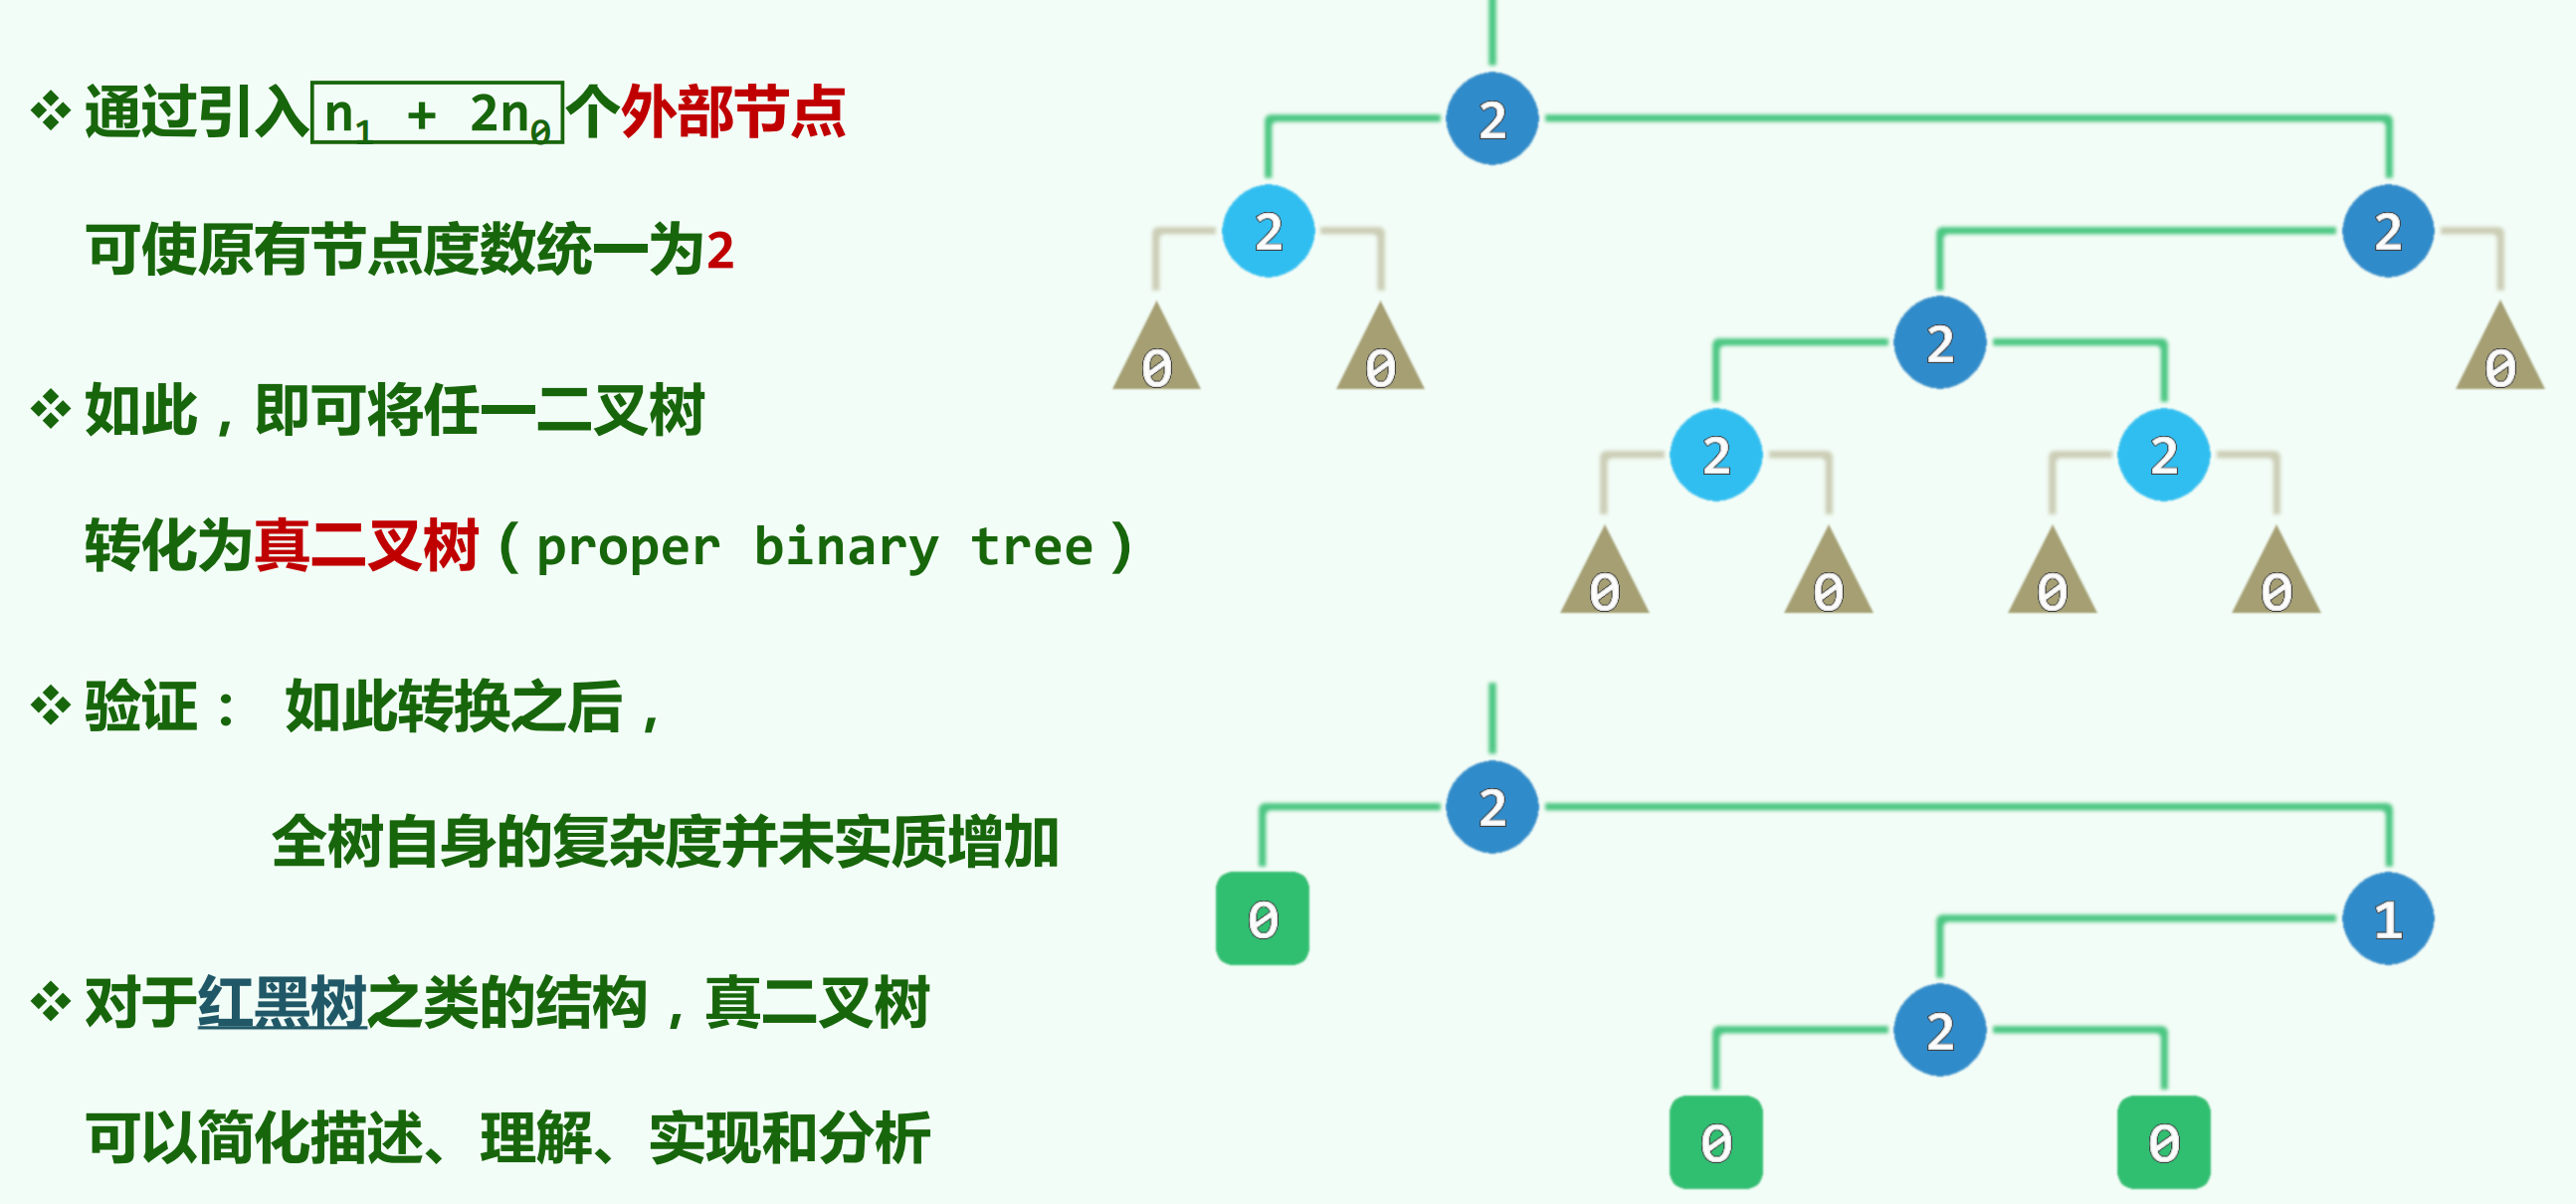 ❖ 通过引入 n₁ + 2n₀ 个外部节点
可使原有节点度数统一为2
❖ 如此，即可将任一二叉树
转化为真二叉树（proper binary tree）
❖ 验证： 如此转换之后，
全树自身的复杂度并未实质增加
❖ 对于红黑树之类的结构，真二叉树
可以简化描述、理解、实现和分析
2
2 2
0 0 2 0
2 2
0 0 0 0
2
0 1
2
0 0